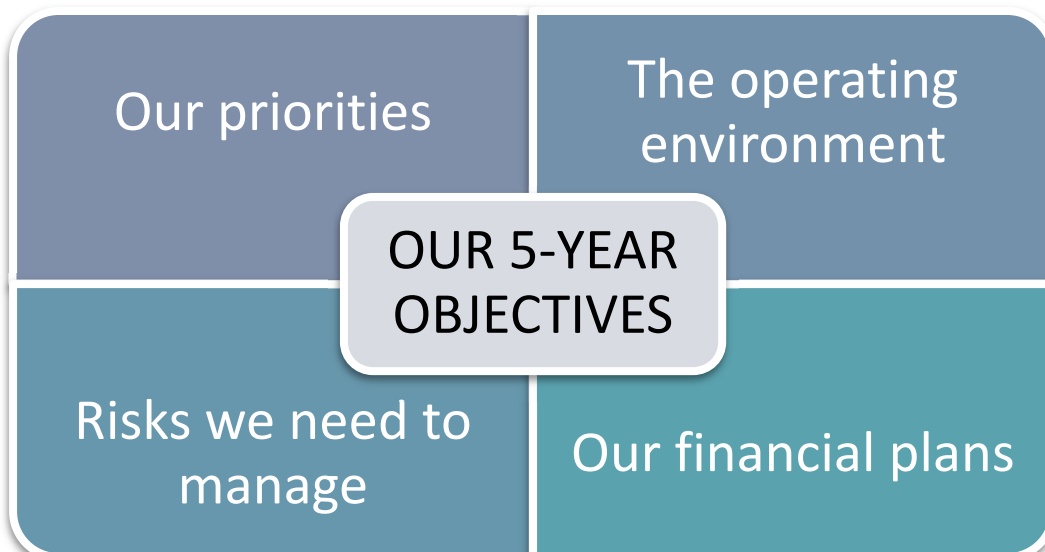 Our priorities
The operating
environment
OUR 5-YEAR
OBJECTIVES
Risks we need to
manage
Our financial plans